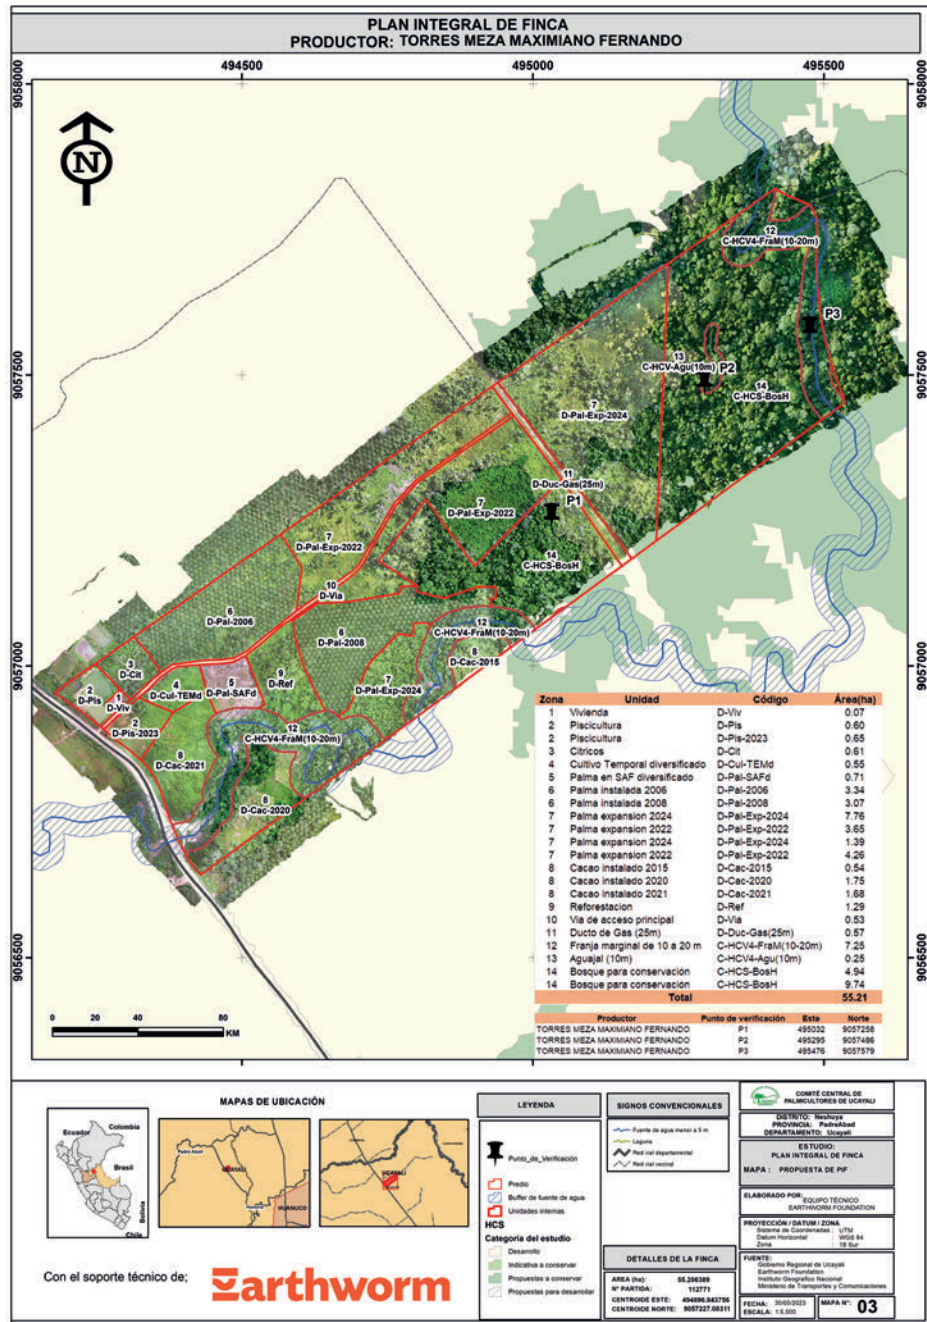 PLAN INTEGRAL DE FINCA
PRODUCTOR: TORRES MEZA MAXIMIANO FERNANDO
494500 495000 495500
9058000 9058000
N
12
C-HCV4-FraM(10-20m)
P3
9057500 9057500
13
C-HCV-Agu(10m)
P2
14
C-HCS-BosH
7
D-Pal-Exp-2024
11
D-Duc-Gas(25m)
7
D-Pal-Exp-2022
P1
7
D-Pal-Exp-2022
14
C-HCS-BosH
10
D-Via
6
D-Pal-2006
6
D-Pal-2008
12
C-HCV4-FraM(10-20m)
8
D-Cac-2015
9057000 9057000
3
D-Cit
9
D-Ref
5
D-Pal-SAFd
4
D-Cul-TEMd
7
D-Pal-Exp-2024
2
D-Pis
1
D-Viv
2
D-Pis-2023
12
C-HCV4-FraM(10-20m)
8
D-Cac-2021
8
D-Cac-2020
9056500 9056500
Zona Unidad Código Área(ha)
1 Vivienda D-Viv 0.07
2 Piscicultura D-Pis 0.60
2 Piscicultura D-Pis-2023 0.65
3 Citricos D-Cit 0.61
4 Cultivo Temporal diversificado D-Cul-TEMd 0.55
5 Palma en SAF diversificado D-Pal-SAFd 0.71
6 Palma instalada 2006 D-Pal-2006 3.34
6 Palma instalada 2008 D-Pal-2008 3.07
7 Palma expansion 2024 D-Pal-Exp-2024 7.76
7 Palma expansion 2022 D-Pal-Exp-2022 3.65
7 Palma expansion 2024 D-Pal-Exp-2024 1.39
7 Palma expansion 2022 D-Pal-Exp-2022 4.26
8 Cacao instalado 2015 D-Cac-2015 0.54
8 Cacao instalado 2020 D-Cac-2020 1.75
8 Cacao instalado 2021 D-Cac-2021 1.68
9 Reforestacion D-Ref 1.29
10 Via de acceso principal D-Via 0.53
11 Ducto de Gas (25m) D-Duc-Gas(25m) 0.57
12 Franja marginal de 10 a 20 m C-HCV4-FraM(10-20m) 7.25
13 Aguajal (10m) C-HCV4-Agu(10m) 0.25
14 Bosque para conservación C-HCS-BosH 4.94
14 Bosque para conservación C-HCS-BosH 9.74
Total 55.21
Productor Punto de verificación Este Norte
TORRES MEZA MAXIMIANO FERNANDO P1 495032 9057258
TORRES MEZA MAXIMIANO FERNANDO P2 495295 9057486
TORRES MEZA MAXIMIANO FERNANDO P3 495476 9057579
0 20 40 80
KM
MAPAS DE UBICACIÓN
Ecuador
Colombia
Brasil
Bolivia
Chile
Padre Abad
UCAYALI
HUANUCO
UCAYALI
Con el soporte técnico de;
Earthworm
LEYENDA
Punto_de_Verificación
Predio
Buffer de fuente de agua
Unidades internas
HCS
Categoría del estudio
Desarrollo
Indicativa a conservar
Propuestas a conservar
Propuestas para desarrollar
SIGNOS CONVENCIONALES
Fuente de agua menor a 5 m
Laguna
Red vial departamental
Red vial vecinal
DETALLES DE LA FINCA
AREA (ha): 55.206389
N° PARTIDA: 112771
CENTROIDE ESTE: 494896.843756
CENTROIDE NORTE: 9057227.08311
COMITÉ CENTRAL DE
PALMICULTORES DE UCAYALI
DISTRITO: Neshuya
PROVINCIA: PadreAbad
DEPARTAMENTO: Ucayali
ESTUDIO:
PLAN INTEGRAL DE FINCA
MAPA : PROPUESTA DE PIF
ELABORADO POR:
EQUIPO TÉCNICO
EARTHWORM FOUNDATION
PROYECCIÓN / DATUM / ZONA
Sistema de Coordenadas : UTM
Datum Horizontal : WGS 84
Zona : 18 Sur
FUENTE:
Gobierno Regional de Ucayali
Earthworm Foundation
Instituto Geografico Nacional
Ministerio de Transportes y Comunicaciones
FECHA: 30/05/2023
ESCALA: 1:5,500
MAPA N°: 03